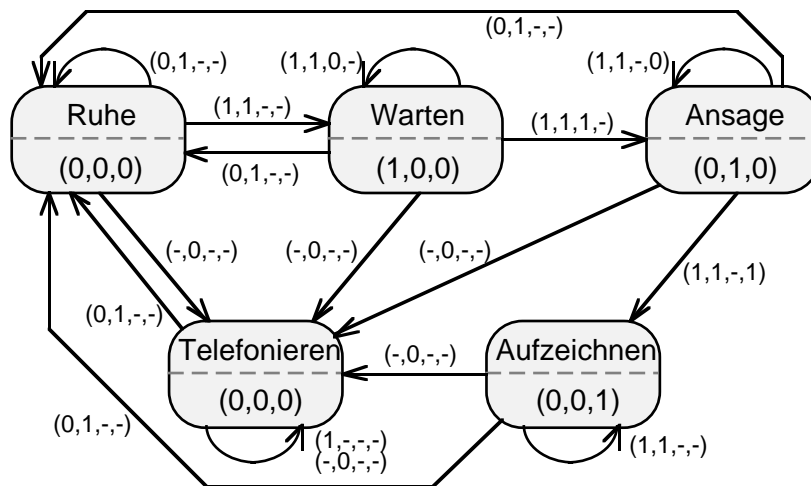 (0,1,-,-)
(0,1,-,-) (1,1,0,-) (1,1,-,0)
Ruhe (1,1,-,-) Warten (1,1,1,-) Ansage
(0,0,0) (0,1,-,-) (1,0,0) (0,1,0)
(-,0,-,-) (-,0,-,-) (-,0,-,-) (1,1,-,1)
(0,1,-,-)
Telefonieren (-,0,-,-) Aufzeichnen
(0,0,0) (0,0,1)
(0,1,-,-) (1,-,-,-) (1,1,-,-)
(-,0,-,-)